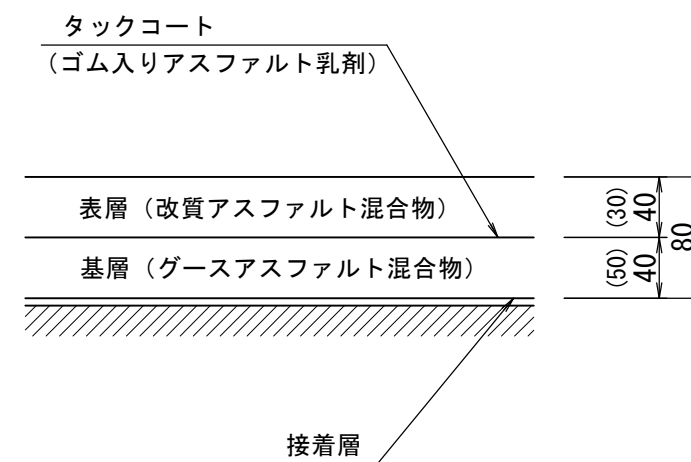 タックコート
(ゴム入りアスファルト乳剤)
表層(改質アスファルト混合物)
(30)
40
基層(グースアスファルト混合物)
(50)
40
80
接着層